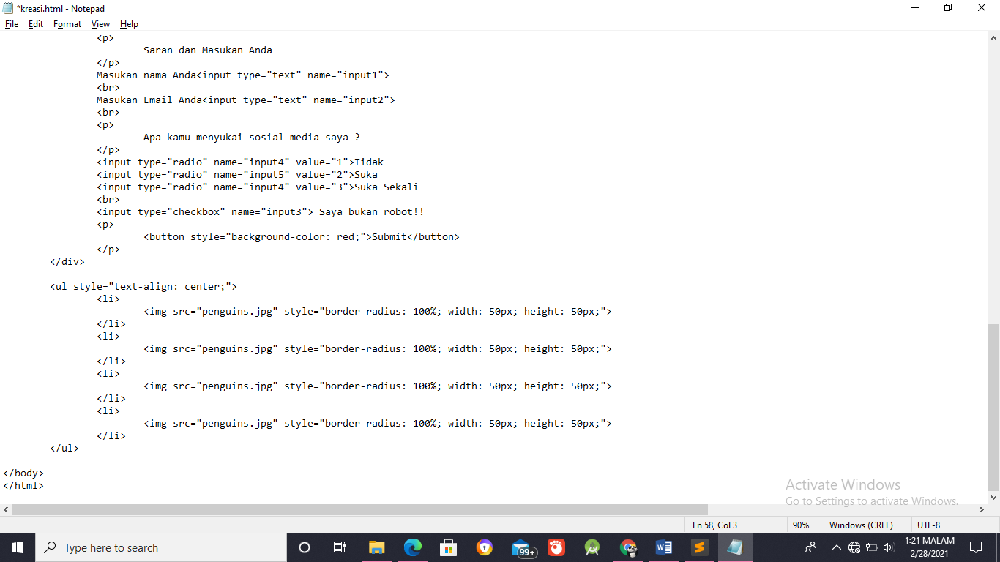 *kreasi.html - Notepad
File Edit Format View Help
<p>
Saran dan Masukan Anda
</p>
Masukan nama Anda<input type="text" name="input1">
<br>
Masukan Email Anda<input type="text" name="input2">
<br>
<p>
Apa kamu menyukai sosial media saya ?
</p>
<input type="radio" name="input4" value="1">Tidak
<input type="radio" name="input5" value="2">Suka
<input type="radio" name="input4" value="3">Suka Sekali
<br>
<input type="checkbox" name="input3"> Saya bukan robot!!
<p>
<button style="background-color: red;">Submit</button>
</p>
</div>
<ul style="text-align: center;">
<li>
<img src="penguins.jpg" style="border-radius: 100%; width: 50px; height: 50px;">
</li>
<li>
<img src="penguins.jpg" style="border-radius: 100%; width: 50px; height: 50px;">
</li>
<li>
<img src="penguins.jpg" style="border-radius: 100%; width: 50px; height: 50px;">
</li>
<li>
<img src="penguins.jpg" style="border-radius: 100%; width: 50px; height: 50px;">
</li>
</ul>
</body>
</html>
Activate Windows
Go to Settings to activate Windows.
Ln 58, Col 3 90% Windows (CRLF) UTF-8
Type here to search
99+
1:21 MALAM
2/28/2021